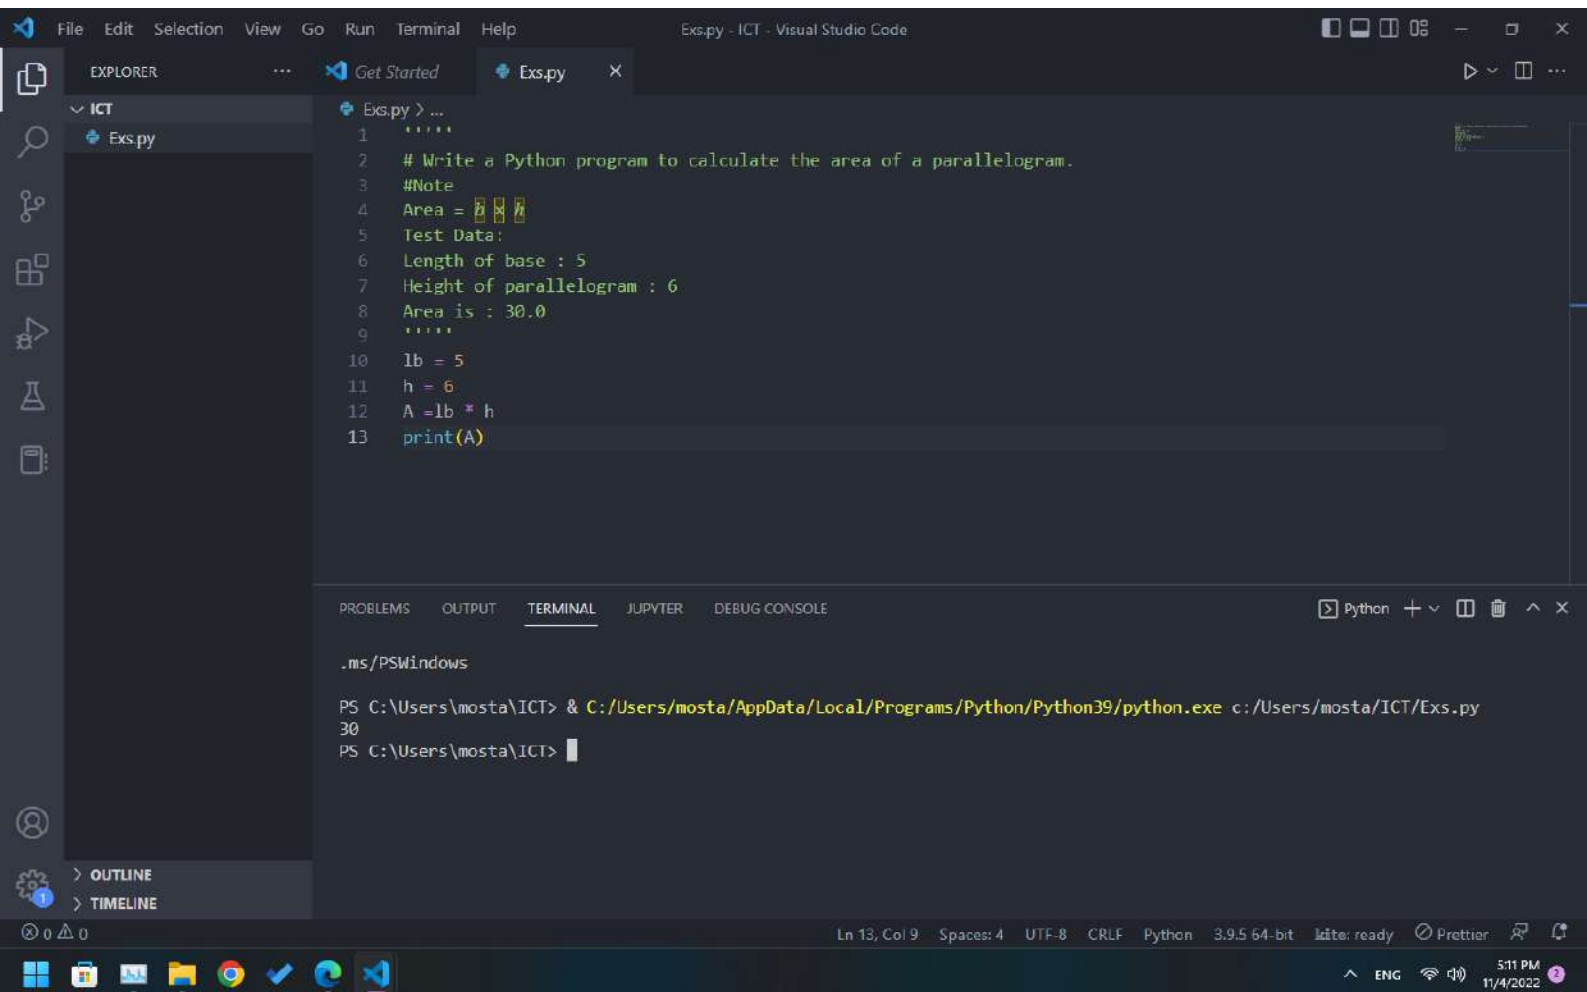 File Edit Selection View Go Run Terminal Help
Exs.py - ICT - Visual Studio Code
EXPLORER
Get Started
Exs.py
ICT
Exs.py
Exs.py > ...
1 '''''
2 # Write a Python program to calculate the area of a parallelogram.
3 #Note
4 Area = 𝑏 × ℎ
5 Test Data:
6 Length of base : 5
7 Height of parallelogram : 6
8 Area is : 30.0
9 '''''
10 lb = 5
11 h = 6
12 A =lb * h
13 print(A)
PROBLEMS OUTPUT TERMINAL JUPYTER DEBUG CONSOLE
Python
.ms/PSWindows
PS C:\Users\mosta\ICT> & C:/Users/mosta/AppData/Local/Programs/Python/Python39/python.exe c:/Users/mosta/ICT/Exs.py
30
PS C:\Users\mosta\ICT>
OUTLINE
1
TIMELINE
0 0
Ln 13, Col 9 Spaces: 4 UTF-8 CRLF Python 3.9.5 64-bit kite: ready Prettier
ENG
5:11 PM
11/4/2022
2